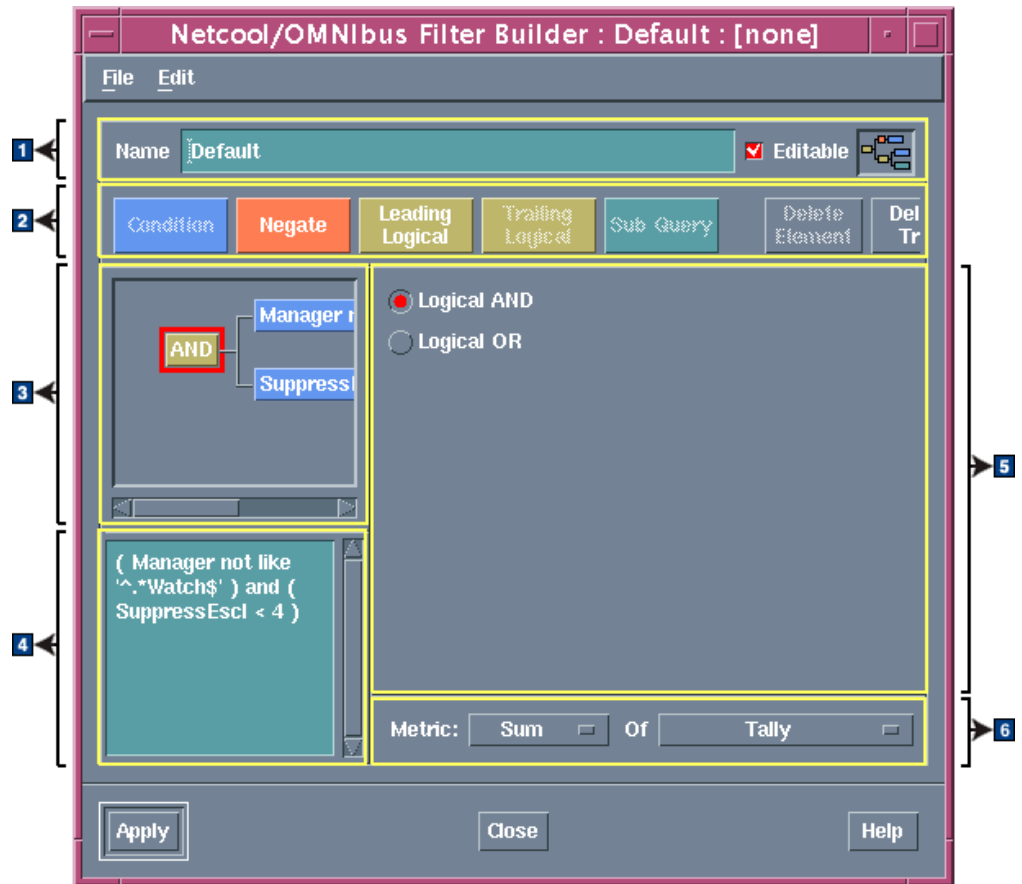 Netcool/OMNIbus Filter Builder : Default : [none]
File Edit
1
Name Default Editable
2
Condition Negate Leading Logical Trailing Logical Sub Query Delete Element Del Tr
3
AND
Manager n
Suppress
Logical AND
Logical OR
5
4
( Manager not like
'^.*Watch$' ) and (
SuppressEscl < 4 )
Metric: Sum Of Tally
6
Apply Close Help